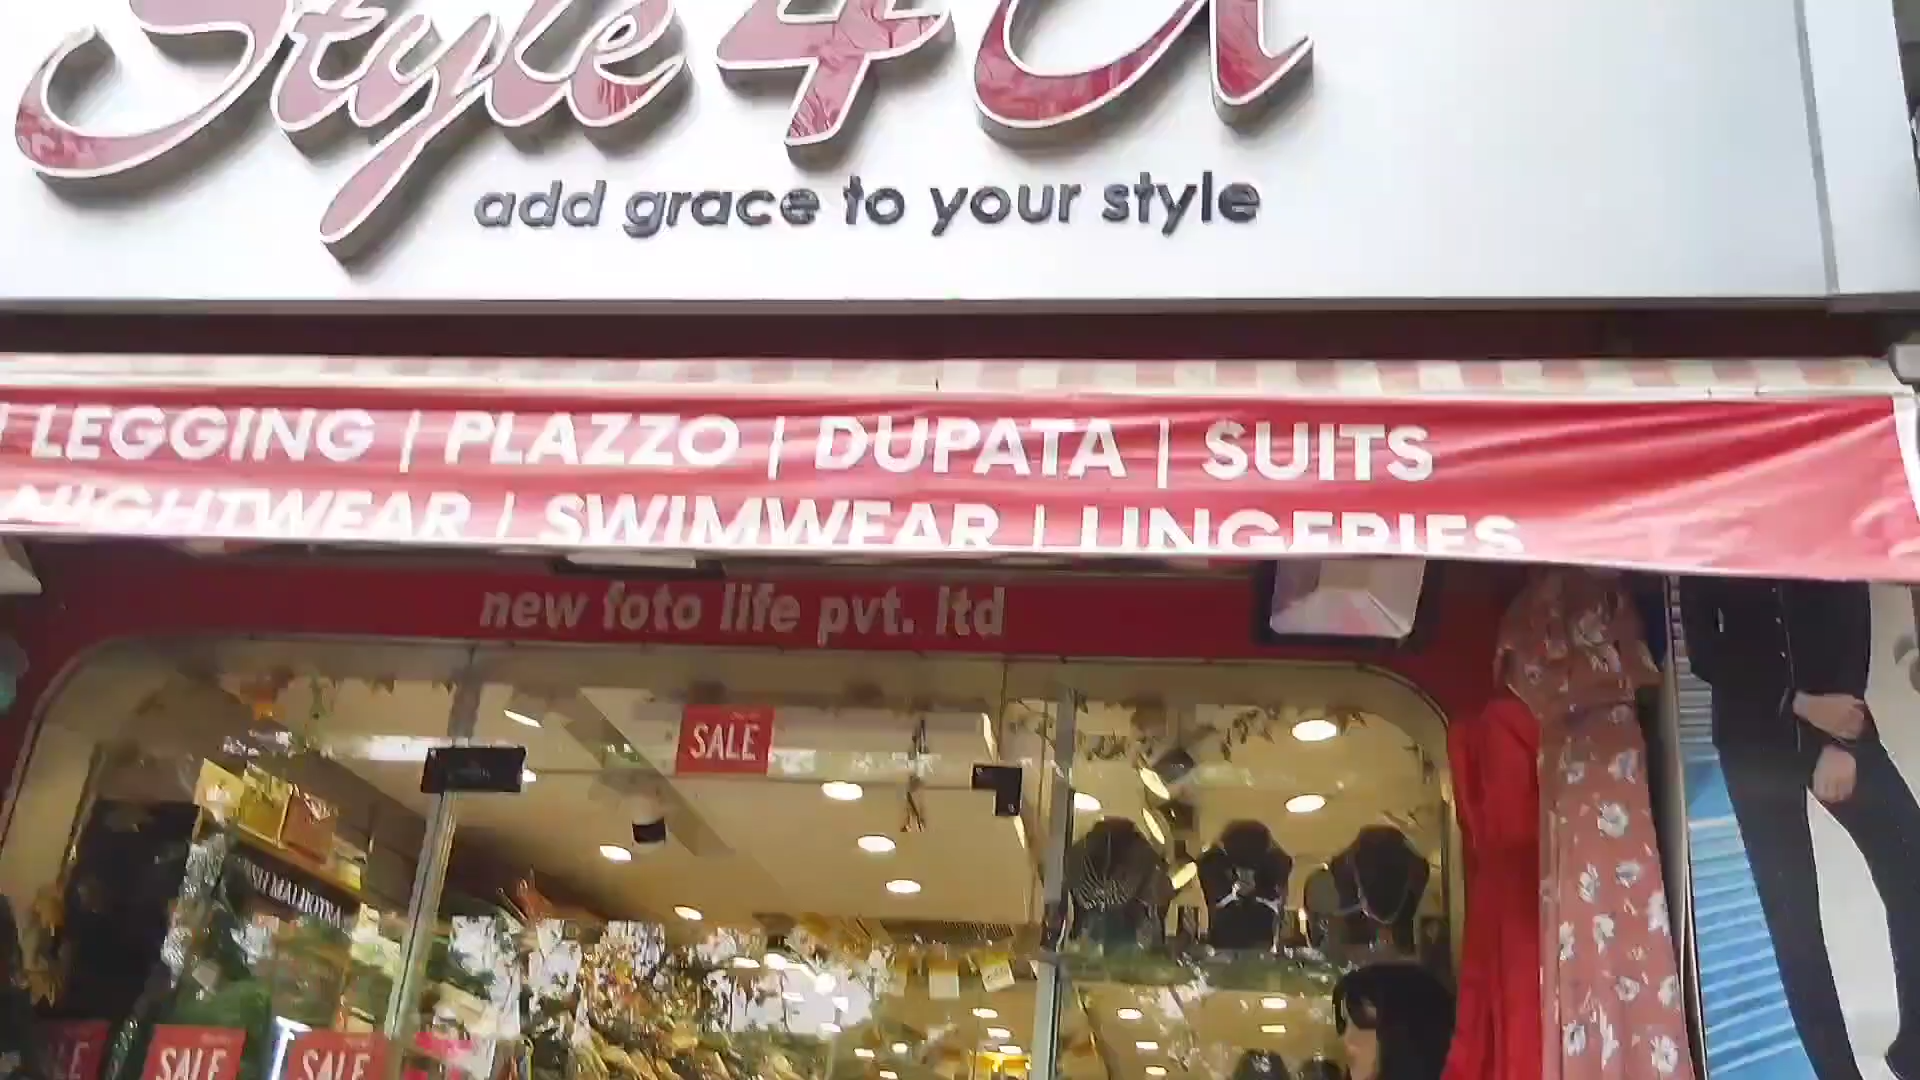 Style 4 U
add grace to your style
LEGGING | PLAZZO | DUPATA | SUITS
NIGHTWEAR | SWIMWEAR | LINGERIES
new foto life pvt. ltd
SALE
MALHOTRA
SALE
SALE